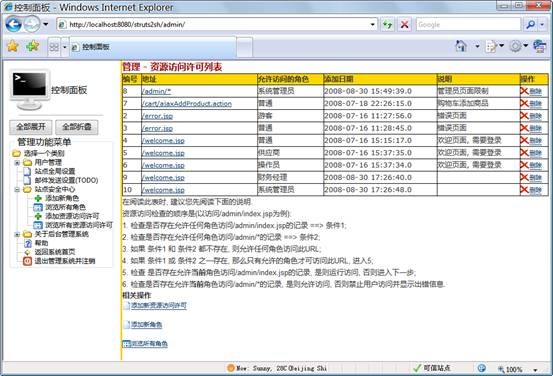 控制面板 - Windows Internet Explorer
http://localhost:8080/struts2sh/admin/
Google
控制面板
控制面板
全部展开 全部折叠
管理功能菜单
选择一个类别
用户管理
站点全局设置
邮件发送设置(TODO)
站点安全中心
添加新角色
浏览所有角色
添加资源访问许可
浏览所有资源访问许可
关于后台管理系统
帮助
返回系统首页
退出管理系统并注销
管理 - 资源访问许可列表
编号 地址 允许访问的角色 添加日期 说明 操作
8 /admin/* 系统管理员 2008-08-30 15:49:39.0 管理员页面限制 删除
7 /cart/ajaxAddProduct.action 普通 2008-07-18 22:26:15.0 购物车添加商品 删除
2 /error.jsp 游客 2008-07-16 11:27:56.0 错误页面 删除
3 /error.jsp 普通 2008-07-16 11:28:45.0 错误页面 删除
4 /welcome.jsp 普通 2008-07-16 15:15:17.0 欢迎页面, 需要登录 删除
5 /welcome.jsp 供应商 2008-07-16 15:37:35.0 欢迎页面, 需要登录 删除
6 /welcome.jsp 操作员 2008-07-16 15:37:34.0 欢迎页面, 需要登录 删除
9 /welcome.jsp 财务经理 2008-08-30 17:26:40.0 删除
10 /welcome.jsp 系统管理员 2008-08-30 17:26:48.0 删除
在阅读此表时, 建议您先阅读下面的说明.
资源访问检查的顺序是(以访问/admin/index.jsp为例):
1. 检查是否存在允许任何角色访问/admin/index.jsp的记录 ==> 条件1;
2. 检查是否存在允许任何角色访问/admin/*的记录 ==> 条件2;
3. 如果 条件1 和 条件2 都不存在, 则允许任何角色访问此URL;
4. 如果 条件1 或 条件2 之一存在, 那么只有允许的角色才可访问此URL, 进入5;
5. 检查 是否存在允许当前角色访问/admin/index.jsp的记录, 是则运行访问, 否则进入下一步;
6. 检查是否存在允许当前角色访问/admin/*的记录, 是则允许访问, 否则禁止用户访问并显示出错信息.
相关操作
添加新资源访问许可
添加新角色
浏览所有角色
Now: Sunny, 28C(Beijing Shi 可信站点 100%